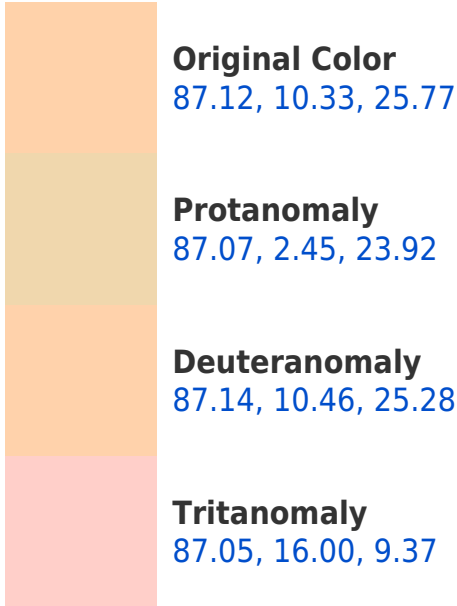 Original Color
87.12, 10.33, 25.77
Protanomaly
87.07, 2.45, 23.92
Deuteranomaly
87.14, 10.46, 25.28
Tritanomaly
87.05, 16.00, 9.37